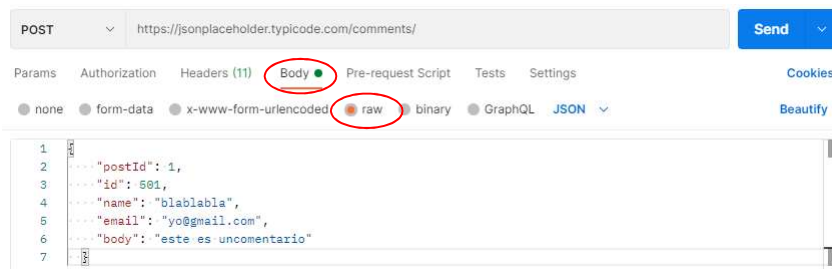 POST https://jsonplaceholder.typicode.com/comments/ Send
Params Authorization Headers (11) Body Pre-request Script Tests Settings Cookies
none form-data x-www-form-urlencoded raw binary GraphQL JSON Beautify
1 {
2 "postId": 1,
3 "id": 501,
4 "name": "blablabla",
5 "email": "yo@gmail.com",
6 "body": "este es uncomentario"
7 }